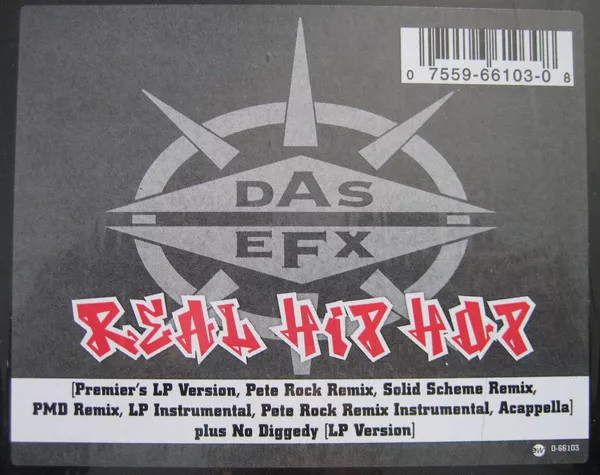 0 7559-66103-0 8
DAS
EFX
REAL HIP HOP
[Premier's LP Version, Pete Rock Remix, Solid Scheme Remix,
PMD Remix, LP Instrumental, Pete Rock Remix Instrumental, Acappella]
plus No Diggedy [LP Version]
ew 0-66103